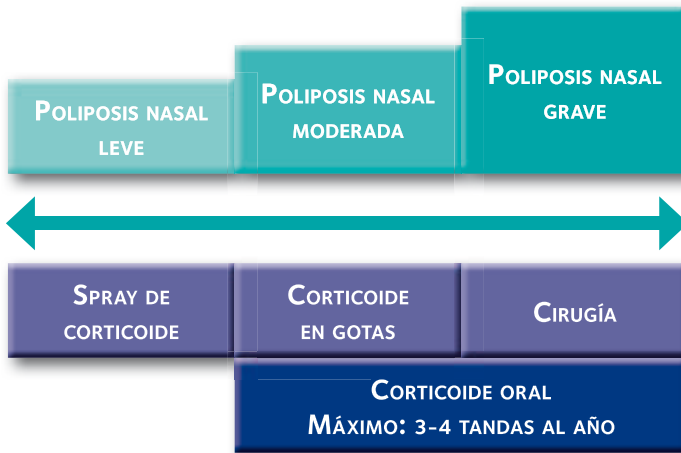 Poliposis nasal
leve
Poliposis nasal
moderada
Poliposis nasal
grave
Spray de
corticoide
Corticoide
en gotas
Cirugía
Corticoide oral
Máximo: 3-4 tandas al año